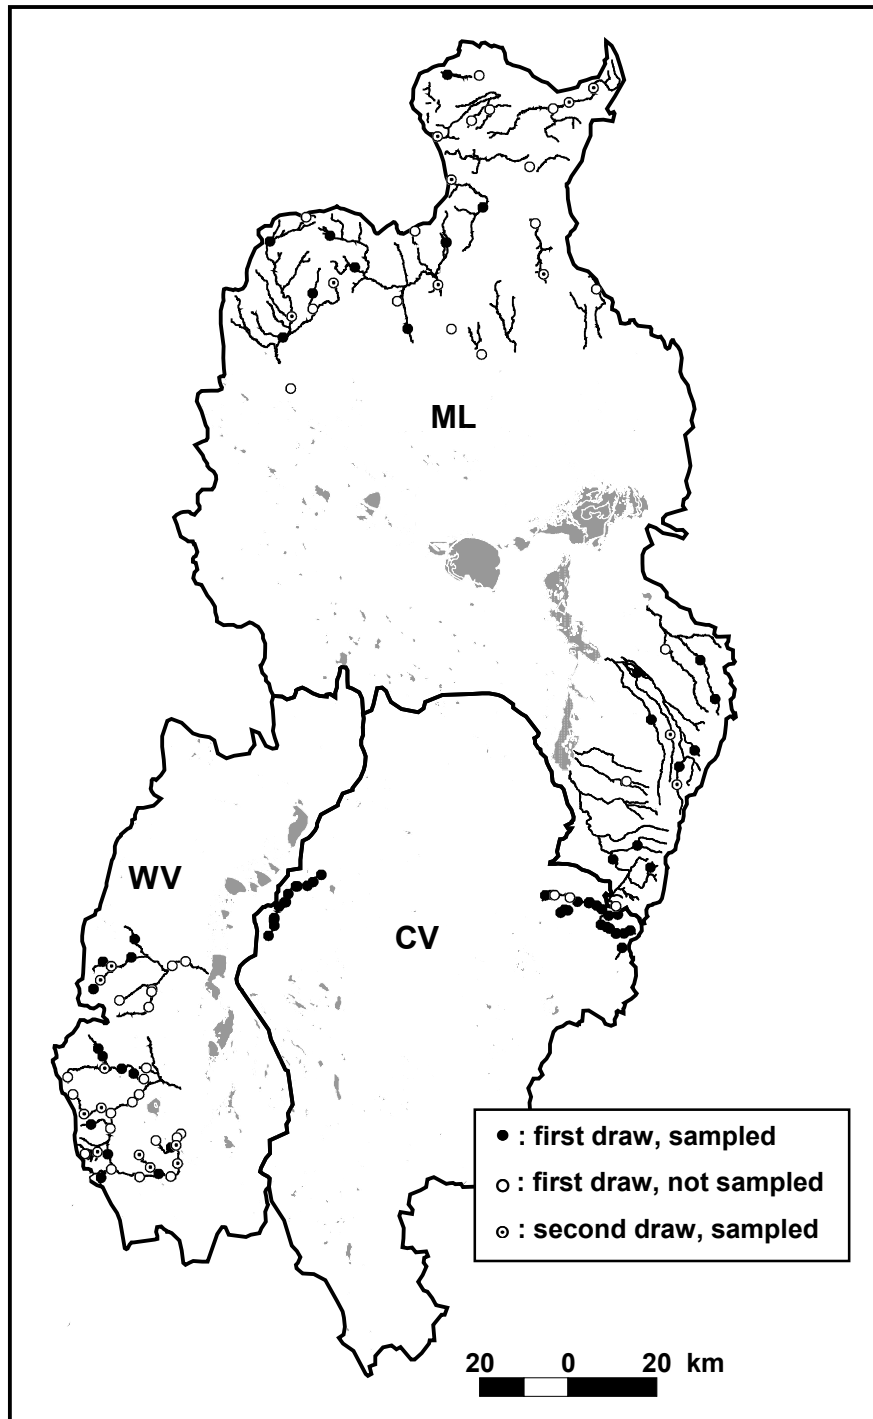 ML
WV
CV
: first draw, sampled
: first draw, not sampled
: second draw, sampled
20 0 20 km